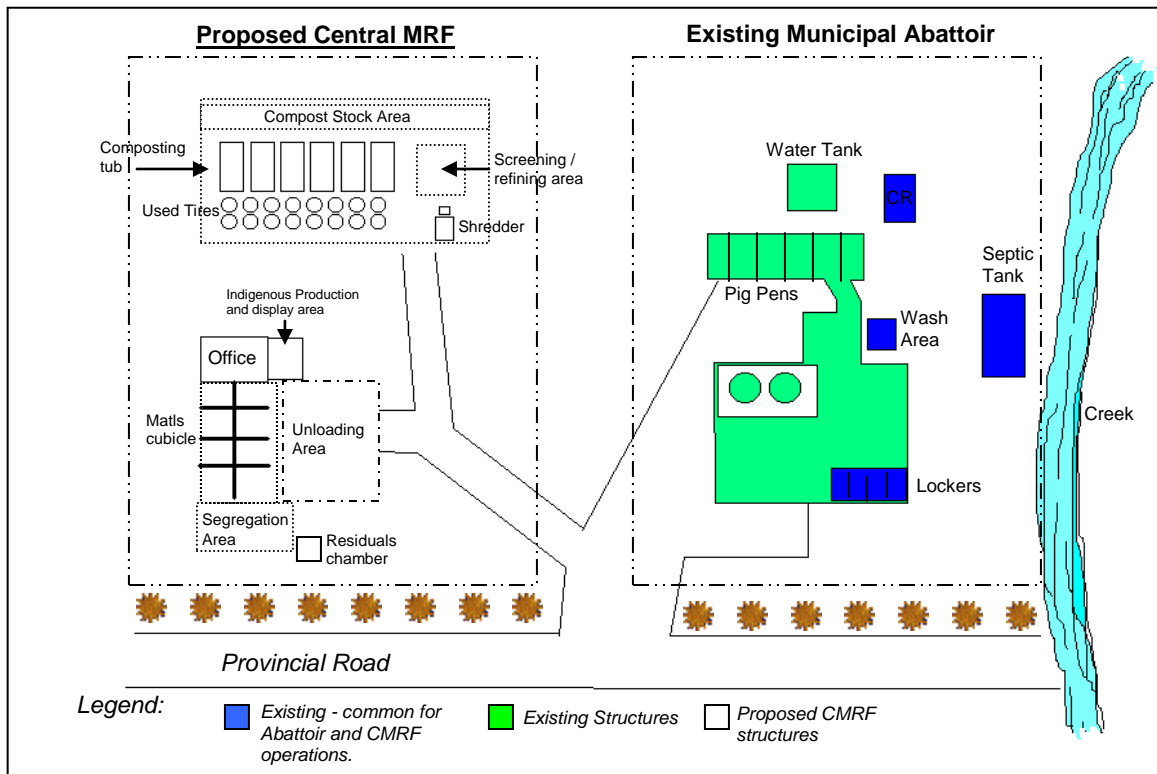 Proposed Central MRF
Existing Municipal Abattoir
Compost Stock Area
Composting
tub
Screening /
refining area
Used Tires
Shredder
Indigenous Production
and display area
Office
Matls
cubicle
Unloading
Area
Segregation
Area
Residuals
chamber
Water Tank
CR
Septic
Tank
Pig Pens
Wash
Area
Creek
Lockers
Provincial Road
Legend:
Existing - common for
Abattoir and CMRF
operations.
Existing Structures
Proposed CMRF
structures